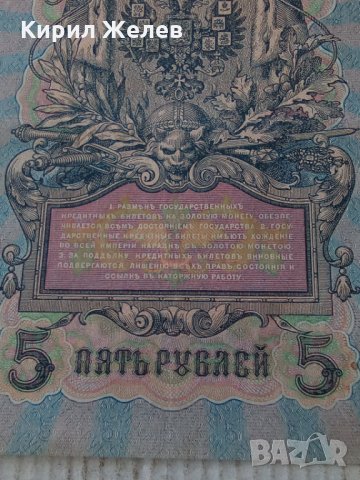 Кирил Желев
1. РАЗМѢНЪ ГОСУДАРСТВЕННЫХЪ
КРЕДИТНЫХЪ БИЛЕТОВЪ НА ЗОЛОТУЮ МОНЕТУ ОБЕЗПЕ-
ЧИВАЕТСЯ ВСѢМЪ ДОСТОЯНІЕМЪ ГОСУДАРСТВА. 2. ГОСУ-
ДАРСТВЕННЫЕ КРЕДИТНЫЕ БИЛЕТЫ ИМѢЮТЪ ХОЖДЕНІЕ
ВО ВСЕЙ ИМПЕРІИ НАРАВНѢ СЪ ЗОЛОТОЮ МОНЕТОЮ.
3. ЗА ПОДДѢЛКУ КРЕДИТНЫХЪ БИЛЕТОВЪ ВИНОВНЫЕ
ПОДВЕРГАЮТСЯ ЛИШЕНІЮ ВСѢХЪ ПРАВЪ СОСТОЯНІЯ И
ССЫЛКѢ ВЪ КАТОРЖНУЮ РАБОТУ.
5 ПЯТЬ РУБЛЕЙ 5
BAZAR